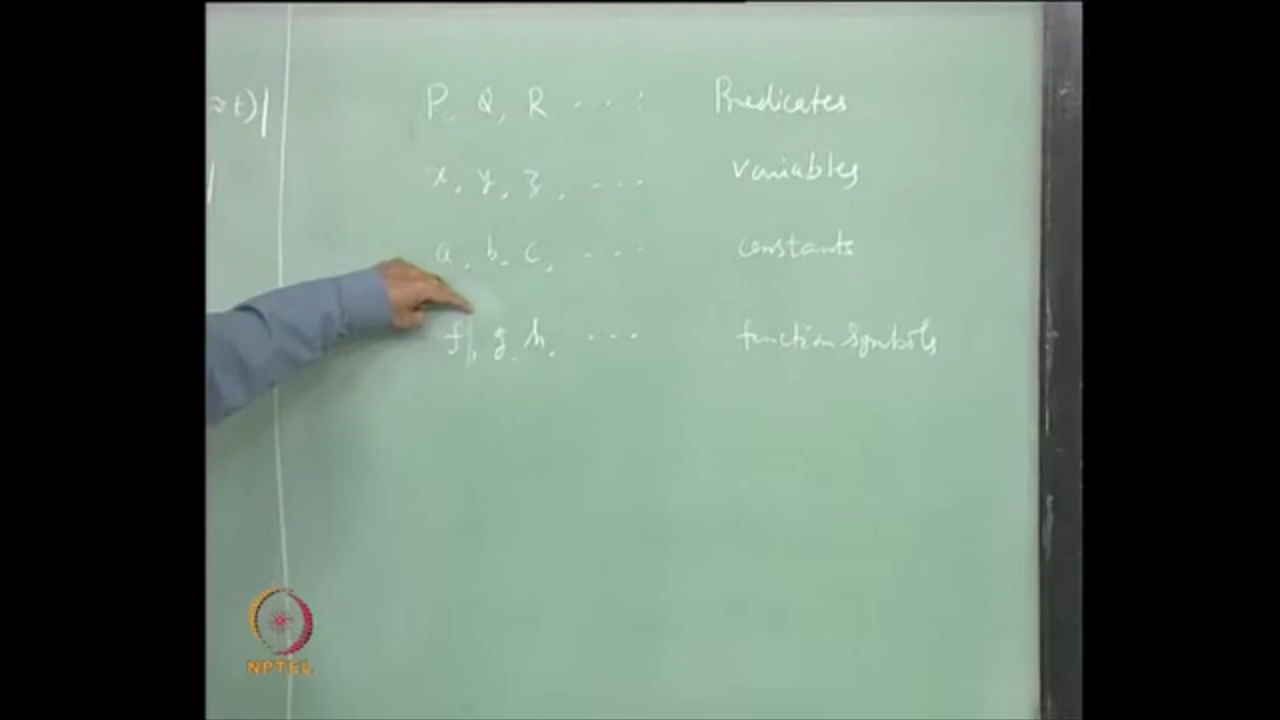 P, Q, R ... : Predicates
x, y, z, ... variables
a, b, c, ... constants
f|, g, h, ... function symbols
t)|
NPTEL